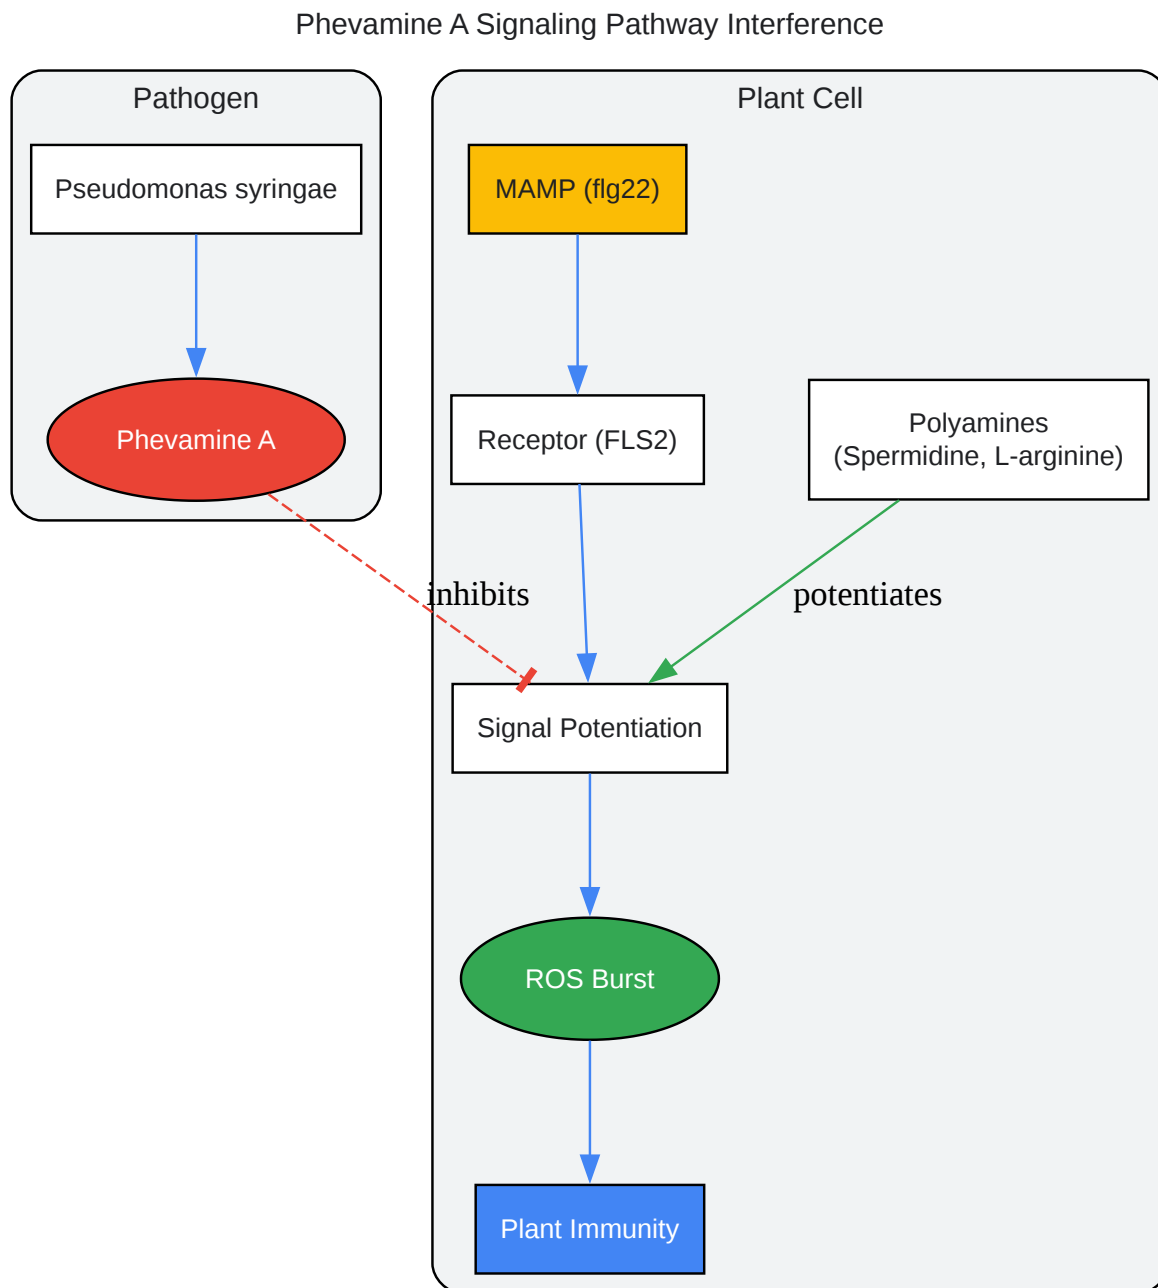 Phevamine A Signaling Pathway Interference
Pathogen
Plant Cell
Pseudomonas syringae
MAMP (flg22)
Phevamine A
Receptor (FLS2)
Polyamines
(Spermidine, L-arginine)
inhibits
potentiates
Signal Potentiation
ROS Burst
Plant Immunity